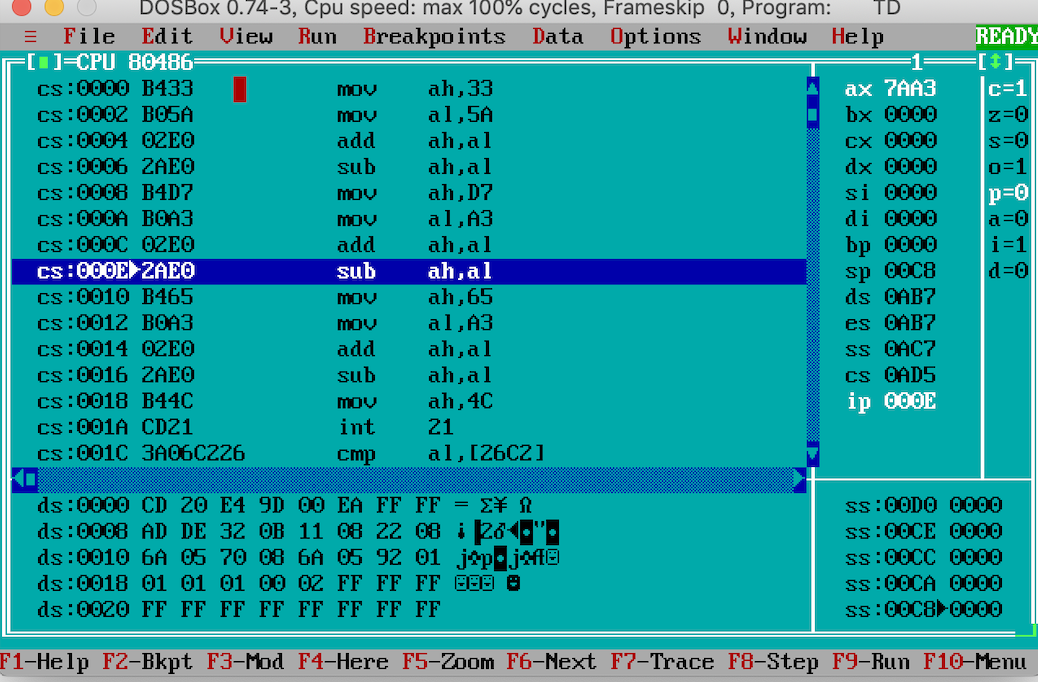 DOSBox 0.74-3, Cpu speed: max 100% cycles, Frameskip 0, Program: TD
≡ File Edit View Run Breakpoints Data Options Window Help READY
[■]=CPU 80486 1 [↕]
cs:0000 B433 mov ah,33 ax 7AA3 c=1
cs:0002 B05A mov al,5A bx 0000 z=0
cs:0004 02E0 add ah,al cx 0000 s=0
cs:0006 2AE0 sub ah,al dx 0000 o=1
cs:0008 B4D7 mov ah,D7 si 0000 p=0
cs:000A B0A3 mov al,A3 di 0000 a=0
cs:000C 02E0 add ah,al bp 0000 i=1
cs:000E►2AE0 sub ah,al sp 00C8 d=0
cs:0010 B465 mov ah,65 ds 0AB7
cs:0012 B0A3 mov al,A3 es 0AB7
cs:0014 02E0 add ah,al ss 0AC7
cs:0016 2AE0 sub ah,al cs 0AD5
cs:0018 B44C mov ah,4C ip 000E
cs:001A CD21 int 21
cs:001C 3A06C226 cmp al,[26C2]
ds:0000 CD 20 E4 9D 00 EA FF FF = Σ¥ Ω ss:00D0 0000
ds:0008 AD DE 32 0B 11 08 22 08 ¡▐2♂◄◘"◘ ss:00CE 0000
ds:0010 6A 05 70 08 6A 05 92 01 j♣p◘j♣Æ☺ ss:00CC 0000
ds:0018 01 01 01 00 02 FF FF FF ☺☺☺ ☻ ss:00CA 0000
ds:0020 FF FF FF FF FF FF FF FF ss:00C8►0000
F1-Help F2-Bkpt F3-Mod F4-Here F5-Zoom F6-Next F7-Trace F8-Step F9-Run F10-Menu